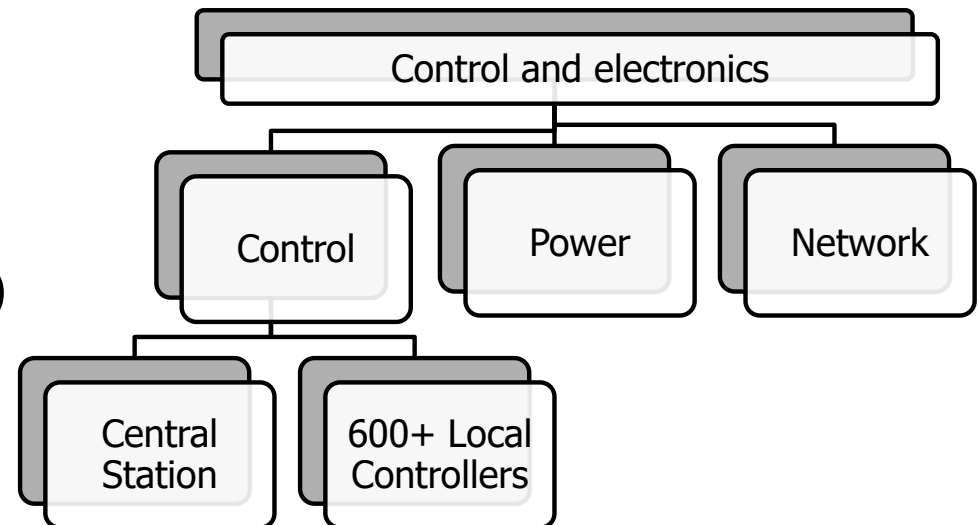 Control and electronics
Control
Power
Network
Central
Station
600+ Local
Controllers